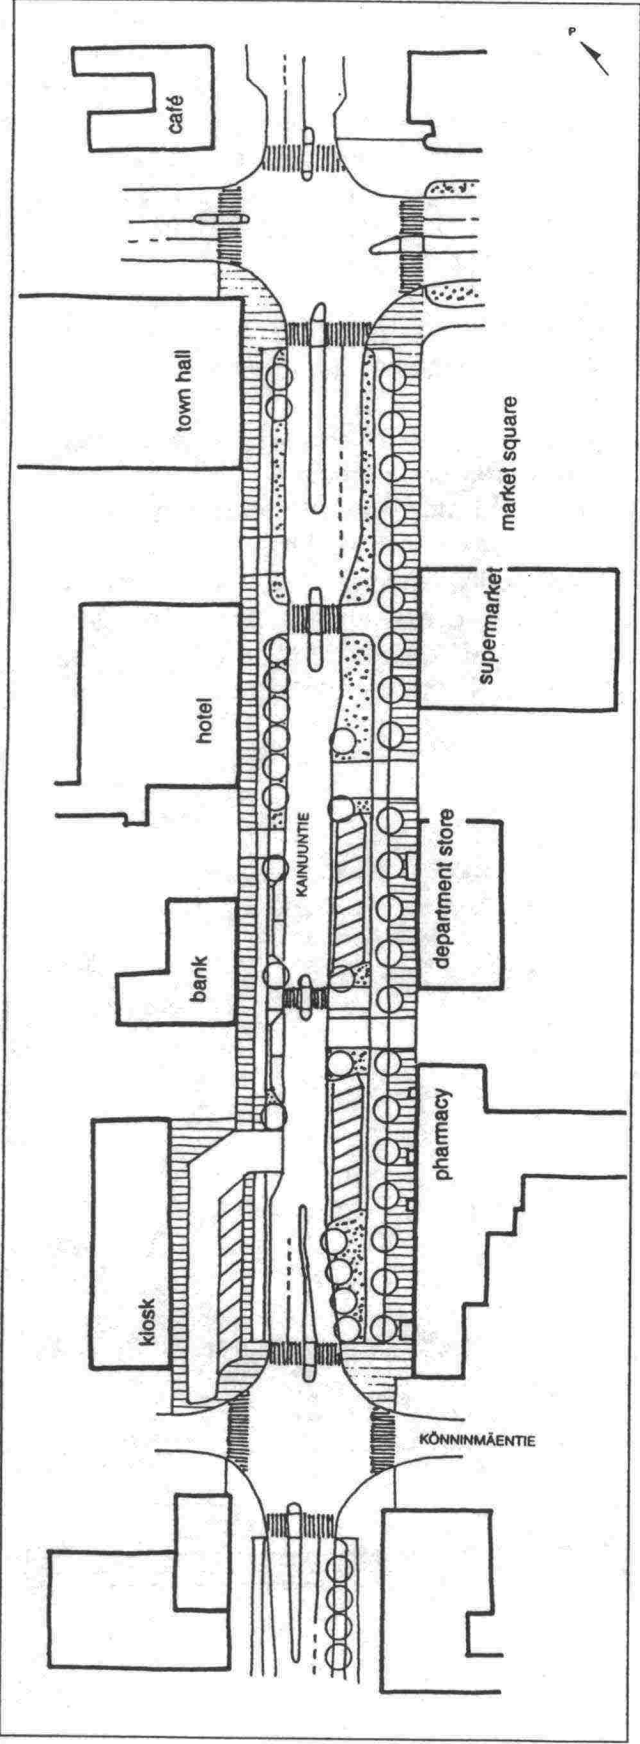 P
café
town hall
market square
supermarket
hotel
KAINUUNTIE
department store
bank
pharmacy
kiosk
KÖNNINMÄENTIE